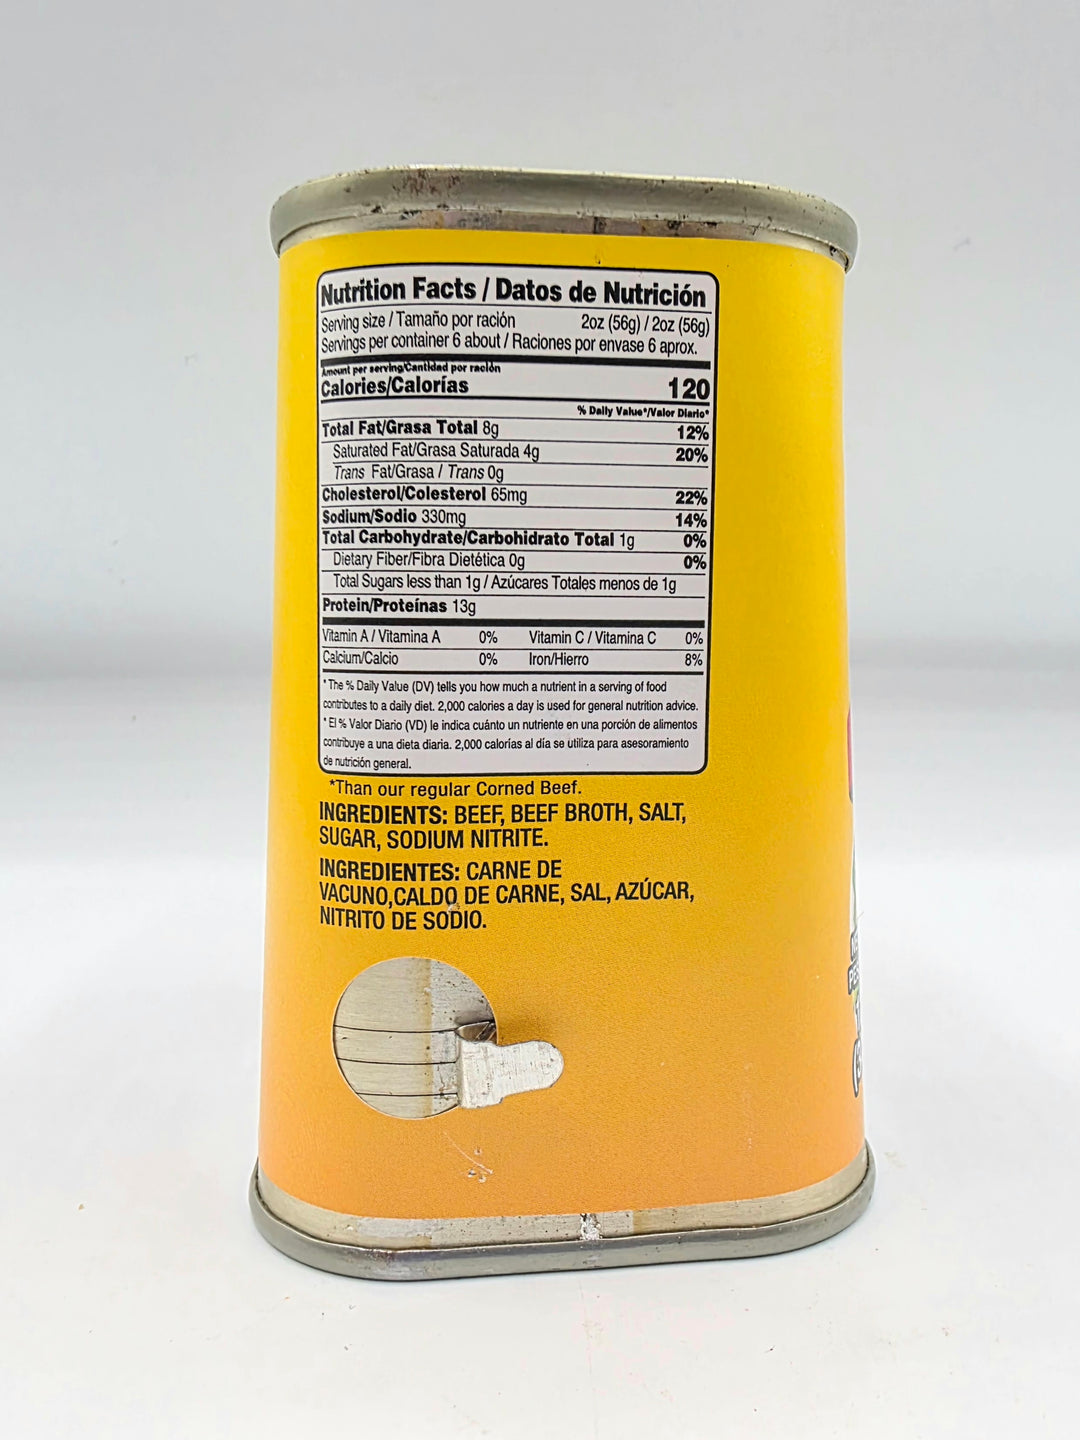 Nutrition Facts / Datos de Nutrición
Serving size / Tamaño por ración 2oz (56g) / 2oz (56g)
Servings per container 6 about / Raciones por envase 6 aprox.
Amount per serving/Cantidad por ración
Calories/Calorías 120
% Daily Value*/Valor Diario*
Total Fat/Grasa Total 8g 12%
Saturated Fat/Grasa Saturada 4g 20%
Trans Fat/Grasa / Trans 0g
Cholesterol/Colesterol 65mg 22%
Sodium/Sodio 330mg 14%
Total Carbohydrate/Carbohidrato Total 1g 0%
Dietary Fiber/Fibra Dietética 0g 0%
Total Sugars less than 1g / Azúcares Totales menos de 1g
Protein/Proteínas 13g
Vitamin A / Vitamina A 0% Vitamin C / Vitamina C 0%
Calcium/Calcio 0% Iron/Hierro 8%
* The % Daily Value (DV) tells you how much a nutrient in a serving of food
contributes to a daily diet. 2,000 calories a day is used for general nutrition advice.
* El % Valor Diario (VD) le indica cuánto un nutriente en una porción de alimentos
contribuye a una dieta diaria. 2,000 calorías al día se utiliza para asesoramiento
de nutrición general.
*Than our regular Corned Beef.
INGREDIENTS: BEEF, BEEF BROTH, SALT,
SUGAR, SODIUM NITRITE.
INGREDIENTES: CARNE DE
VACUNO,CALDO DE CARNE, SAL, AZÚCAR,
NITRITO DE SODIO.